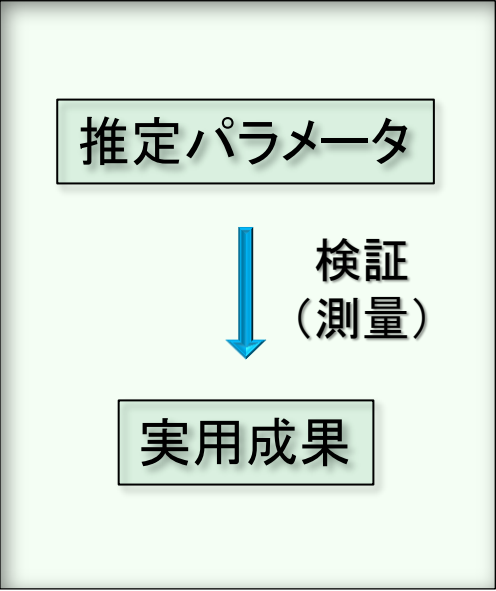 推定パラメータ
検証
（測量）
実用成果